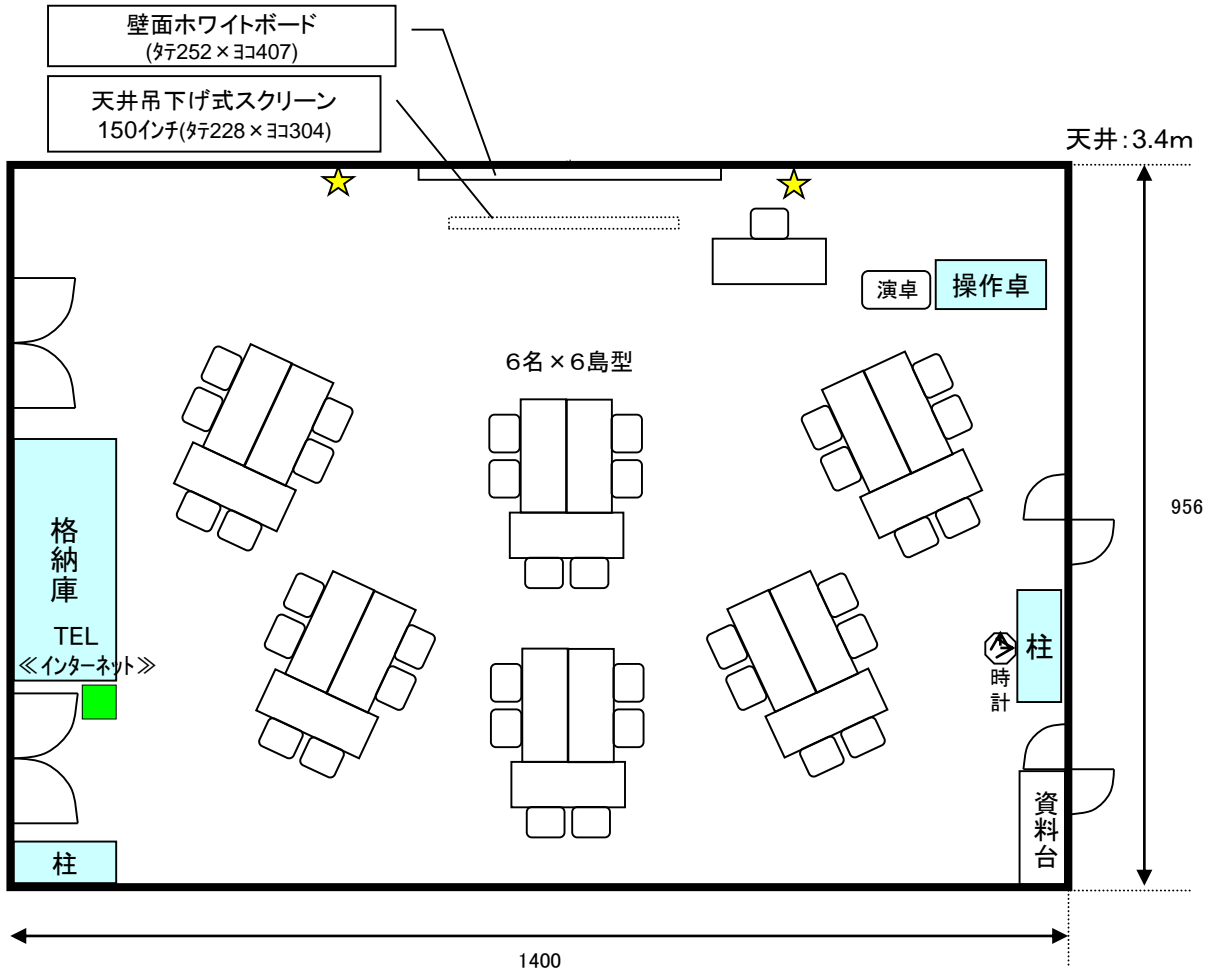 壁面ホワイトボード
(ﾀﾃ252×ﾖｺ407)
天井吊下げ式スクリーン
150インチ(ﾀﾃ228×ﾖｺ304)
天井:3.4m
演卓
操作卓
6名×6島型
956
格納庫
TEL
≪インターネット≫
柱
時計
資料台
柱
1400